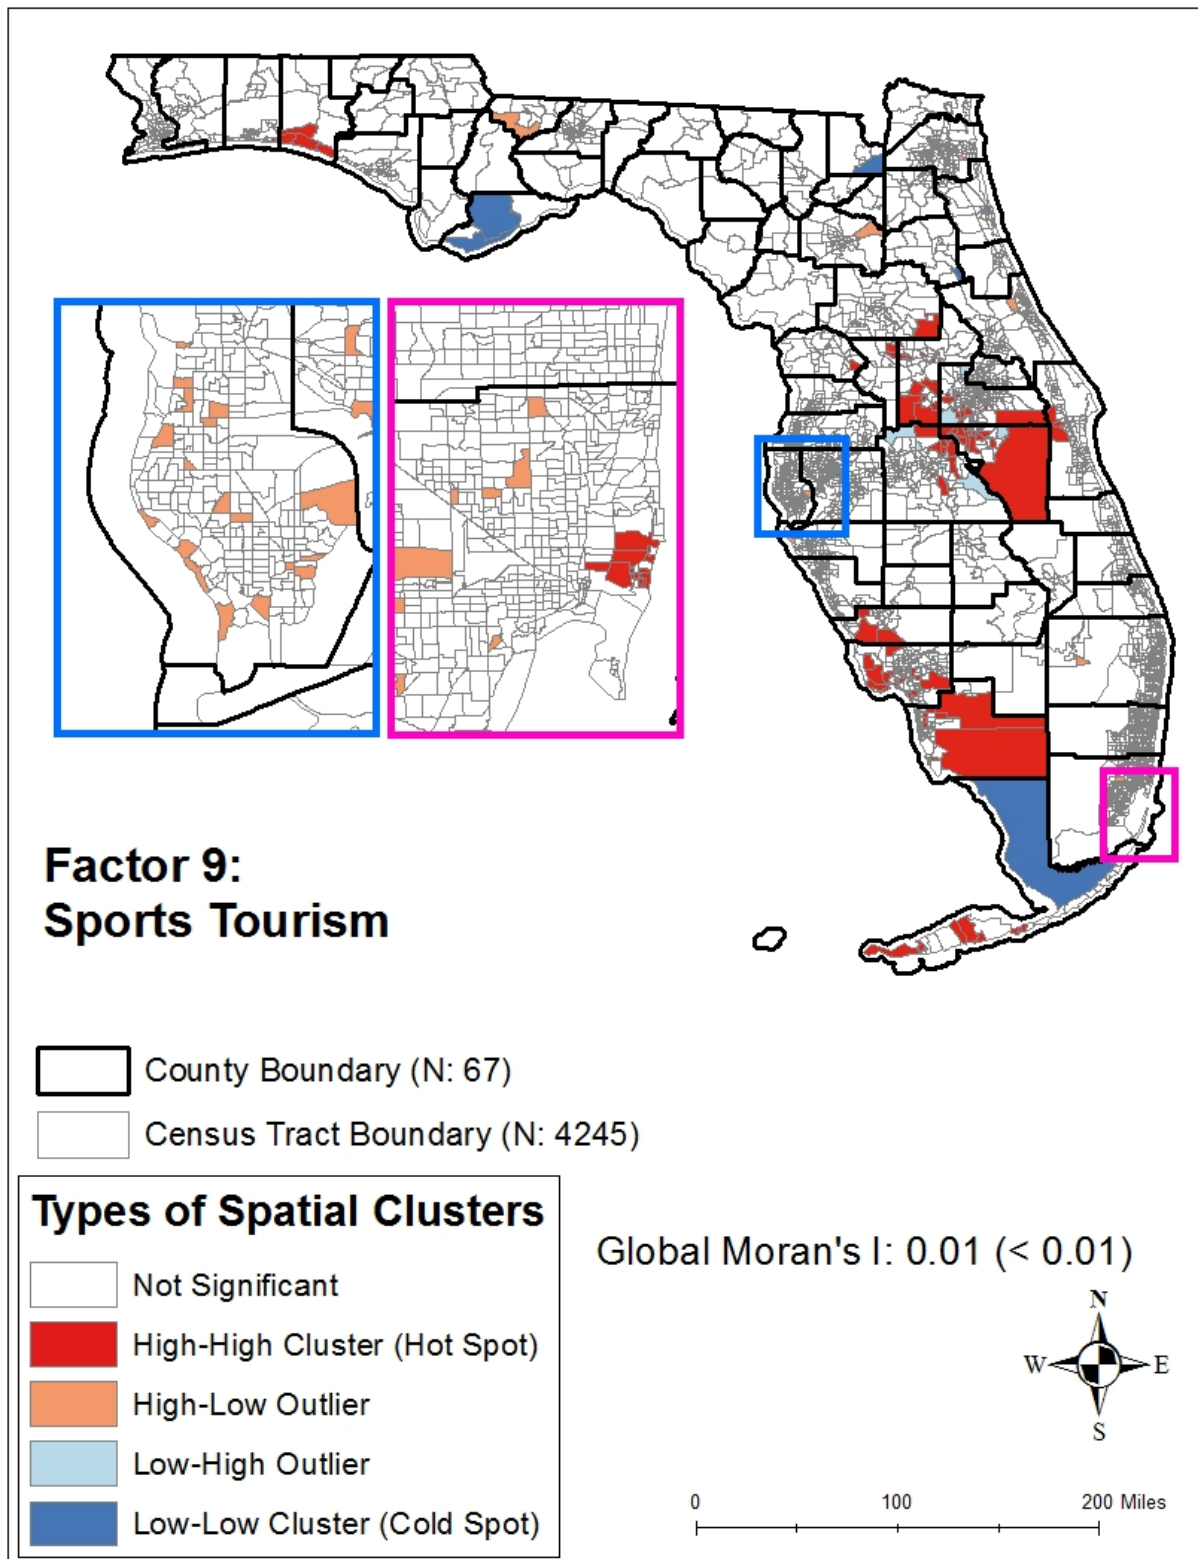 Factor 9:
Sports Tourism
County Boundary (N: 67)
Census Tract Boundary (N: 4245)
Types of Spatial Clusters
Not Significant
High-High Cluster (Hot Spot)
High-Low Outlier
Low-High Outlier
Low-Low Cluster (Cold Spot)
Global Moran's I: 0.01 (< 0.01)
N
W E
S
0 100 200 Miles